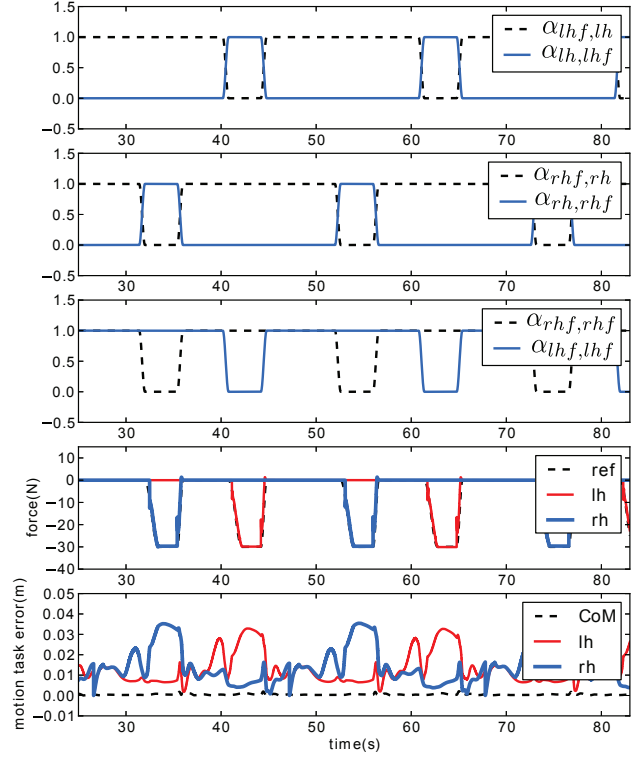 1.5
1.0
0.5
0.0
−0.5
α_{lhf,lh}
α_{lh,lhf}
30 40 50 60 70 80
1.5
1.0
0.5
0.0
−0.5
α_{rhf,rh}
α_{rh,rhf}
30 40 50 60 70 80
1.5
1.0
0.5
0.0
−0.5
α_{rhf,rhf}
α_{lhf,lhf}
30 40 50 60 70 80
force(N)
10
0
−10
−20
−30
−40
ref
lh
rh
30 40 50 60 70 80
motion task error(m)
0.05
0.04
0.03
0.02
0.01
0.00
−0.01
CoM
lh
rh
30 40 50 60 70 80
time(s)